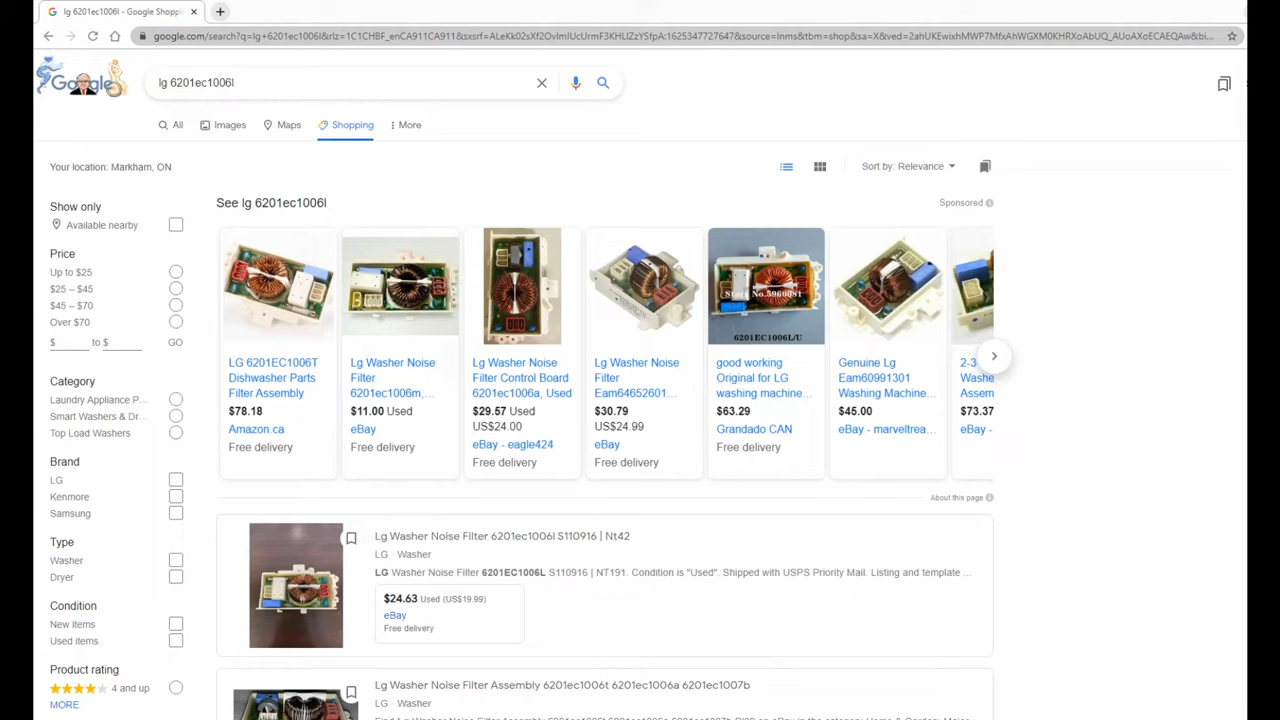 lg 6201ec1006l - Google Shoppi
google.com/search?q=lg+6201ec1006l&rlz=1C1CHBF_enCA911CA911&sxsrf=ALeKk02sXf2OvlmIUcUrmF3KHLIZzYSfpA:1625347727647&source=lnms&tbm=shop&sa=X&ved=2ahUKEwixhMWP7MfxAhWGXM0KHRXoAbUQ_AUoAXoECAEQAw&bi...
Google
lg 6201ec1006l
All
Images
Maps
Shopping
More
Your location: Markham, ON
Sort by: Relevance
Show only
Available nearby
Price
Up to $25
$25 – $45
$45 – $70
Over $70
$ to $ GO
Category
Laundry Appliance P...
Smart Washers & Dr...
Top Load Washers
Brand
LG
Kenmore
Samsung
Type
Washer
Dryer
Condition
New items
Used items
Product rating
4 and up
MORE
See lg 6201ec1006l
Sponsored
LG 6201EC1006T
Dishwasher Parts
Filter Assembly
$78.18
Amazon.ca
Free delivery
Lg Washer Noise
Filter
6201ec1006m,...
$11.00 Used
eBay
Free delivery
Lg Washer Noise
Filter Control Board
6201ec1006a, Used
$29.57 Used
US$24.00
eBay - eagle424
Free delivery
Lg Washer Noise
Filter
Eam64652601...
$30.79
US$24.99
eBay
Free delivery
Store No.5960081
6201EC1006L/U
good working
Original for LG
washing machine...
$63.29
Grandado CAN
Free delivery
Genuine Lg
Eam60991301
Washing Machine...
$45.00
eBay - marveltrea...
2-3
Washe
Assem
$73.37
eBay -
About this page
Lg Washer Noise Filter 6201ec1006l S110916 | Nt42
LG · Washer
LG Washer Noise Filter 6201EC1006L S110916 | NT191. Condition is "Used". Shipped with USPS Priority Mail. Listing and template ...
$24.63 Used (US$19.99)
eBay
Free delivery
Lg Washer Noise Filter Assembly 6201ec1006t 6201ec1006a 6201ec1007b
LG · Washer